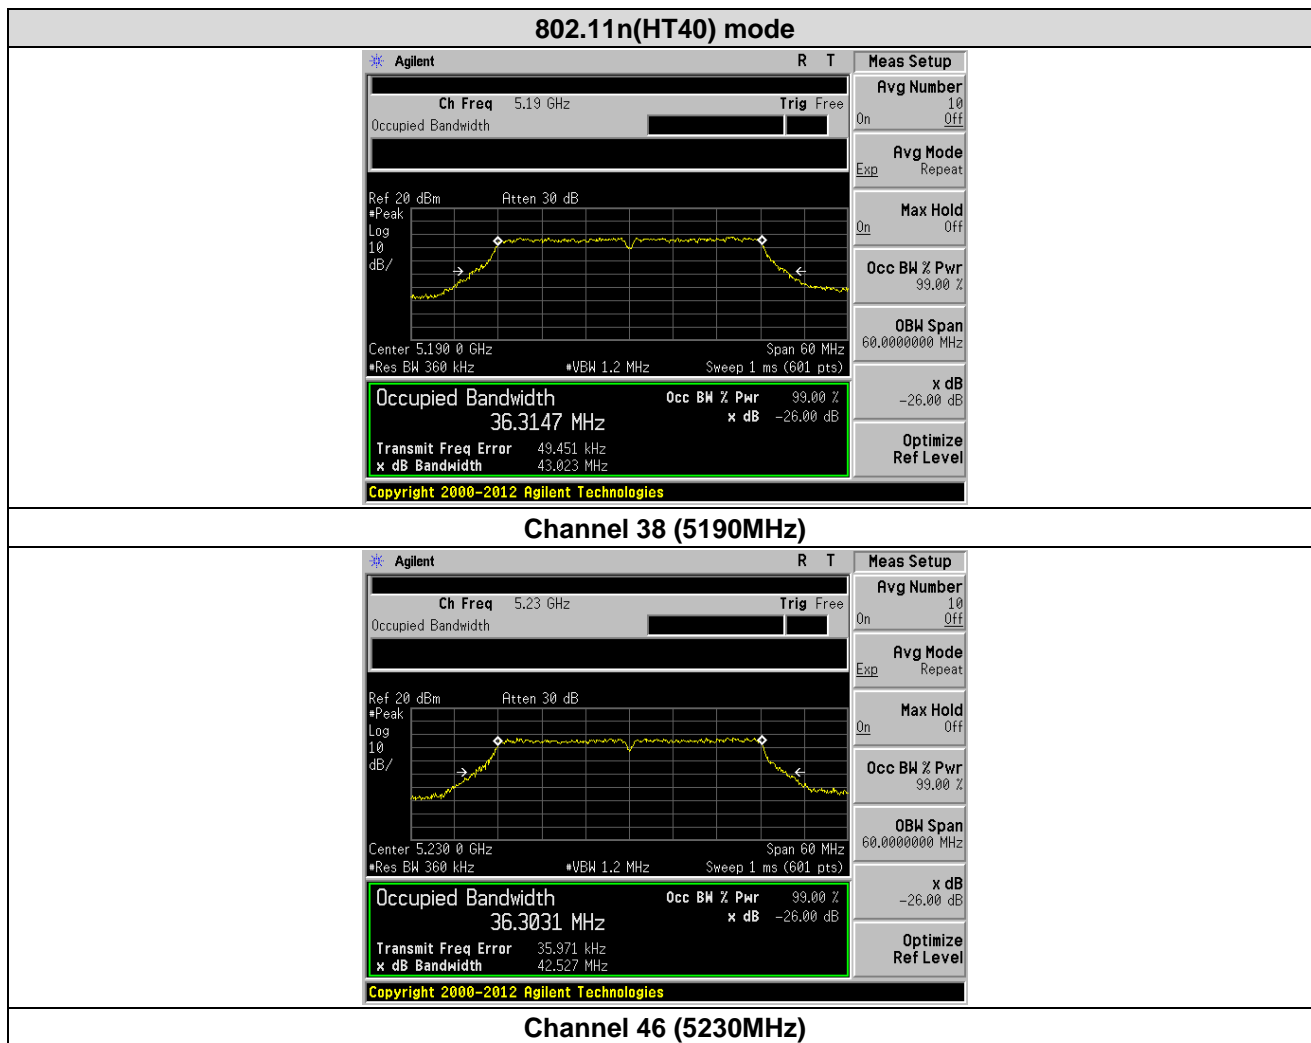 802.11n(HT40) mode
Agilent R T Meas Setup
Ch Freq 5.19 GHz Trig Free
Occupied Bandwidth
Avg Number
10
On Off
Avg Mode
Exp Repeat
Max Hold
On Off
Occ BW % Pwr
99.00 %
OBW Span
60.0000000 MHz
x dB
-26.00 dB
Optimize
Ref Level
Ref 20 dBm Atten 30 dB
#Peak
Log
10
dB/
Center 5.190 0 GHz Span 60 MHz
#Res BW 360 kHz #VBW 1.2 MHz Sweep 1 ms (601 pts)
Occupied Bandwidth Occ BW % Pwr 99.00 %
36.3147 MHz x dB -26.00 dB
Transmit Freq Error 49.451 kHz
x dB Bandwidth 43.023 MHz
Copyright 2000-2012 Agilent Technologies
Channel 38 (5190MHz)
Agilent R T Meas Setup
Ch Freq 5.23 GHz Trig Free
Occupied Bandwidth
Avg Number
10
On Off
Avg Mode
Exp Repeat
Max Hold
On Off
Occ BW % Pwr
99.00 %
OBW Span
60.0000000 MHz
x dB
-26.00 dB
Optimize
Ref Level
Ref 20 dBm Atten 30 dB
#Peak
Log
10
dB/
Center 5.230 0 GHz Span 60 MHz
#Res BW 360 kHz #VBW 1.2 MHz Sweep 1 ms (601 pts)
Occupied Bandwidth Occ BW % Pwr 99.00 %
36.3031 MHz x dB -26.00 dB
Transmit Freq Error 35.971 kHz
x dB Bandwidth 42.527 MHz
Copyright 2000-2012 Agilent Technologies
Channel 46 (5230MHz)